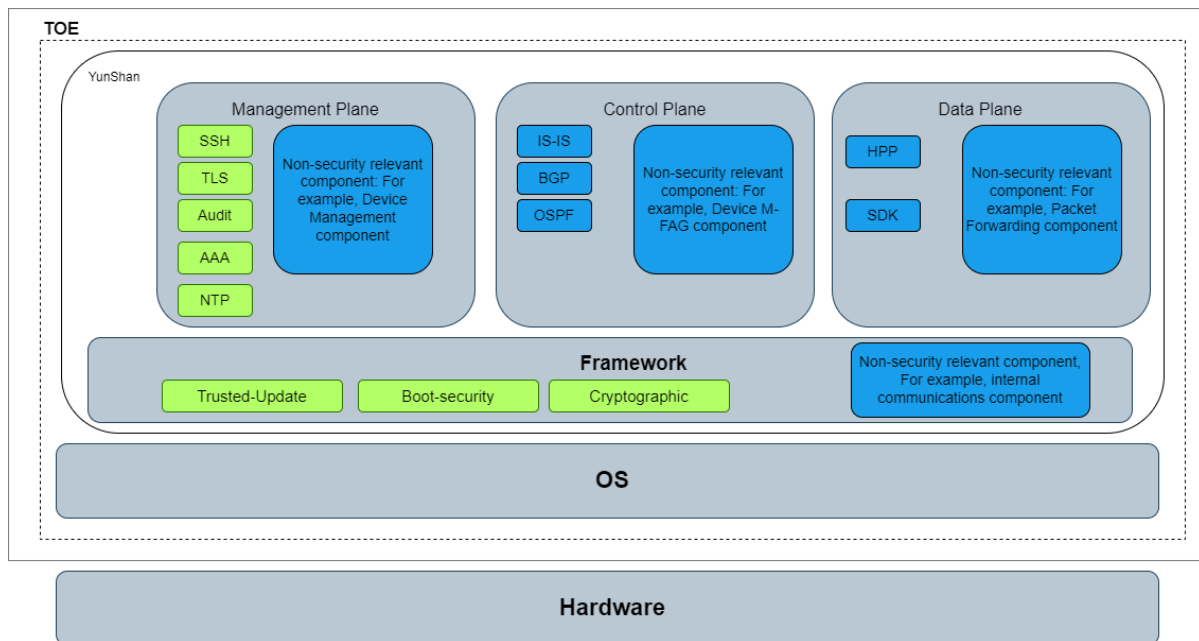 TOE
YunShan
Management Plane
SSH
TLS
Audit
AAA
NTP
Non-security relevant
component: For
example, Device
Management
component
Control Plane
IS-IS
BGP
OSPF
Non-security relevant
component: For
example, Device M-
FAG component
Data Plane
HPP
SDK
Non-security relevant
component: For
example, Packet
Forwarding component
Framework
Trusted-Update
Boot-security
Cryptographic
Non-security relevant component,
For example, internal
communications component
OS
Hardware